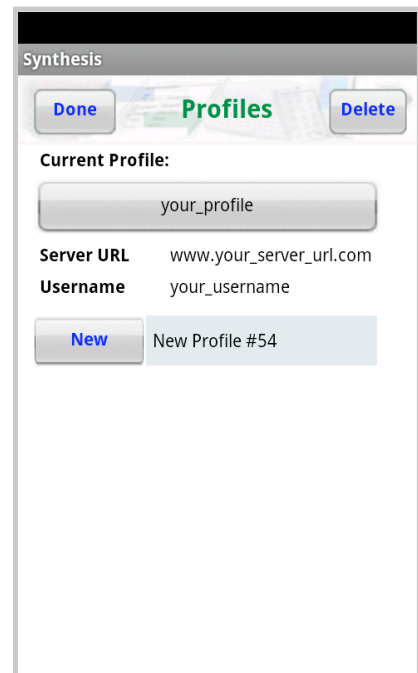 Synthesis
Done Profiles Delete
Current Profile:
your_profile
Server URL www.your_server_url.com
Username your_username
New New Profile #54